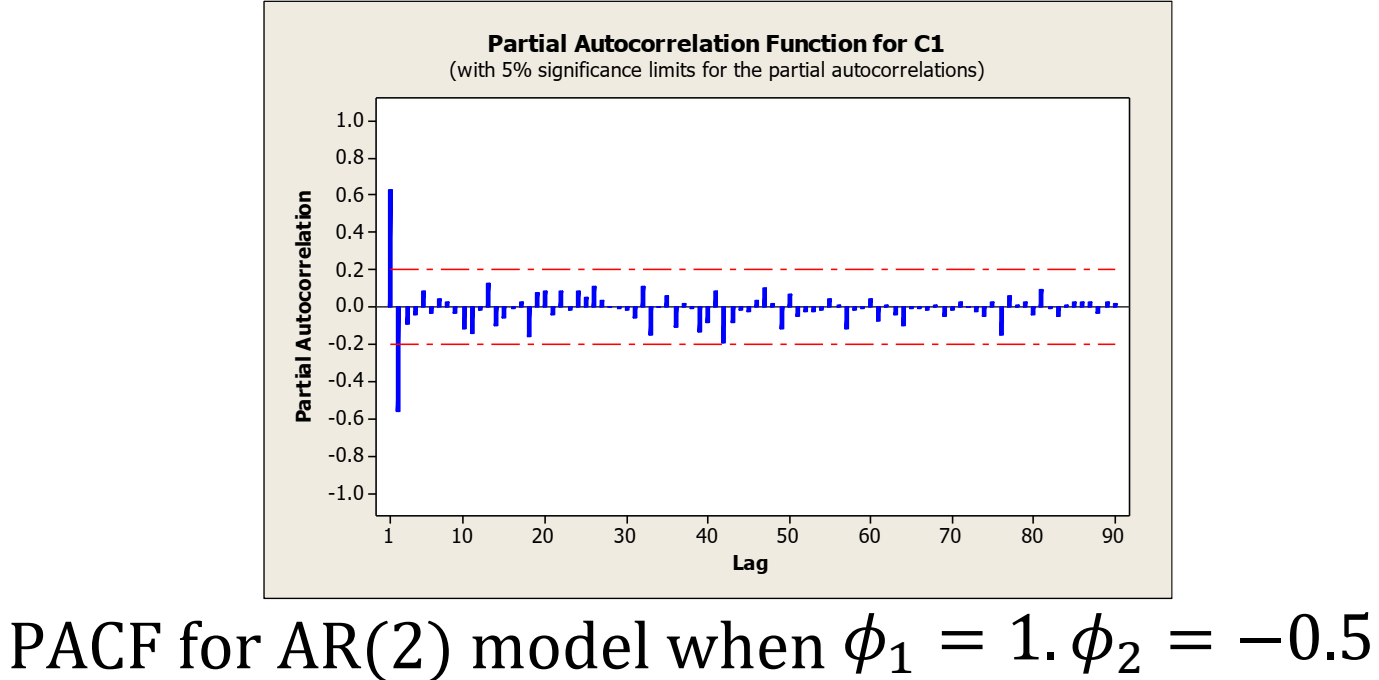 Partial Autocorrelation Function for C1
(with 5% significance limits for the partial autocorrelations)
1.0
0.8
0.6
0.4
0.2
0.0
-0.2
-0.4
-0.6
-0.8
-1.0
Partial Autocorrelation
1 10 20 30 40 50 60 70 80 90
Lag
PACF for AR(2) model when ϕ₁ = 1. ϕ₂ = −0.5